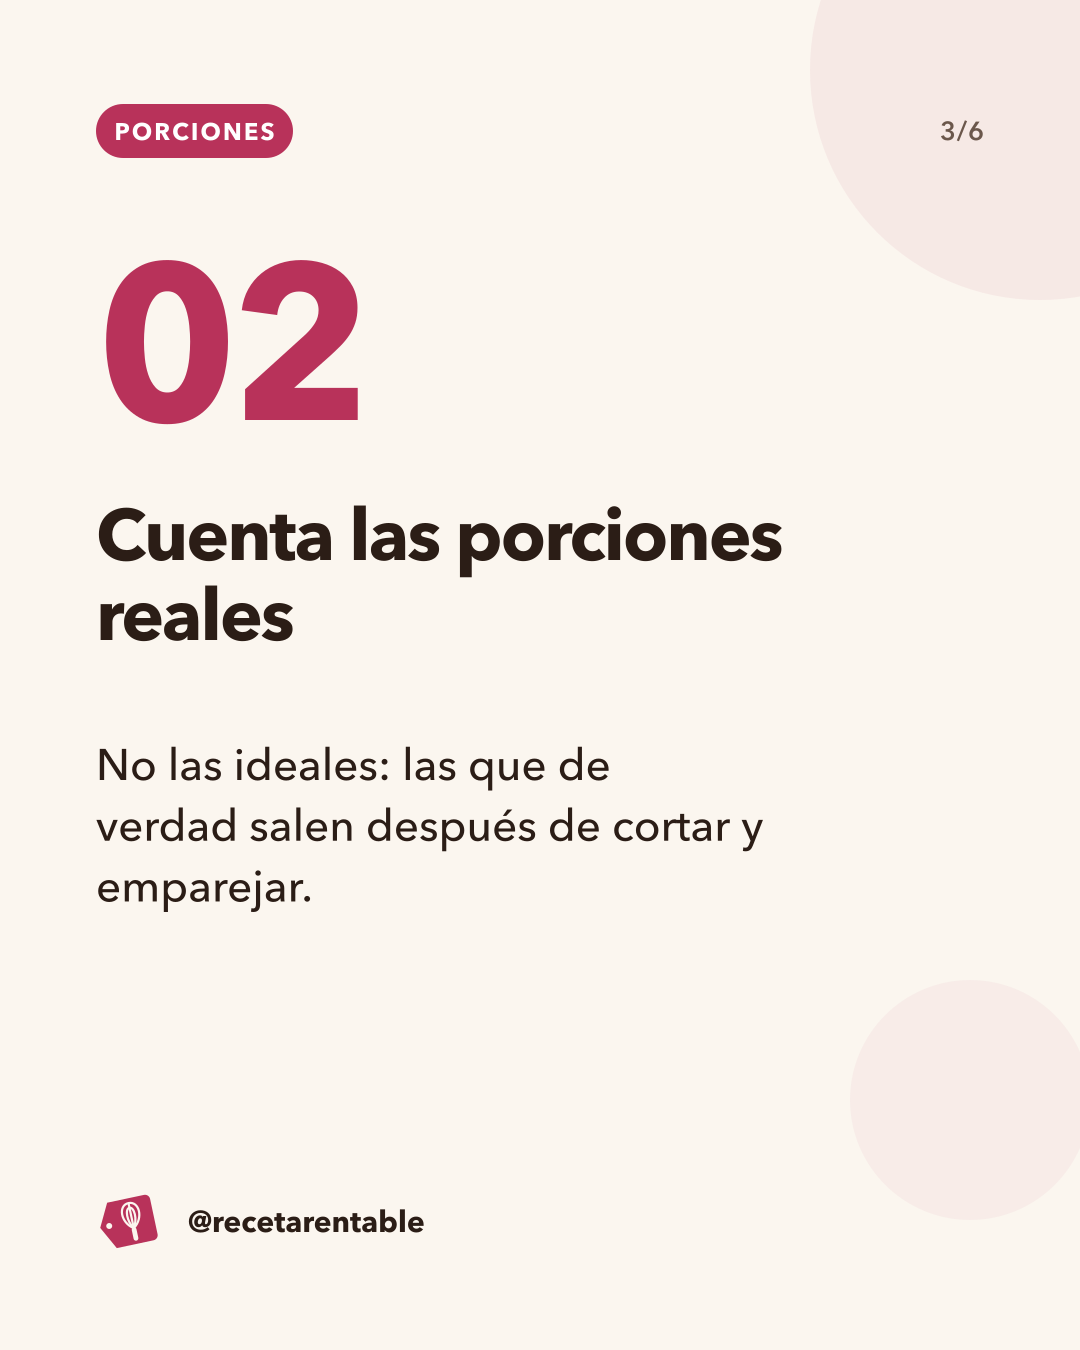 PORCIONES
3/6
02
Cuenta las porciones
reales
No las ideales: las que de
verdad salen después de cortar y
emparejar.
@recetarentable